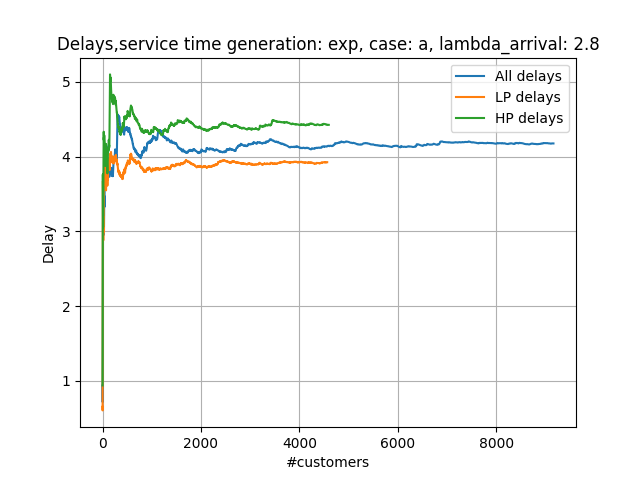 Delays,service time generation: exp, case: a, lambda_arrival: 2.8
All delays
LP delays
HP delays
5
4
3
2
1
Delay
0 2000 4000 6000 8000
#customers